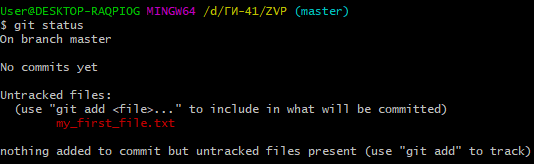 User@DESKTOP-RAQPIOG MINGW64 /d/ГИ-41/ZVP (master)
$ git status
On branch master

No commits yet

Untracked files:
  (use "git add <file>..." to include in what will be committed)
        my_first_file.txt

nothing added to commit but untracked files present (use "git add" to track)